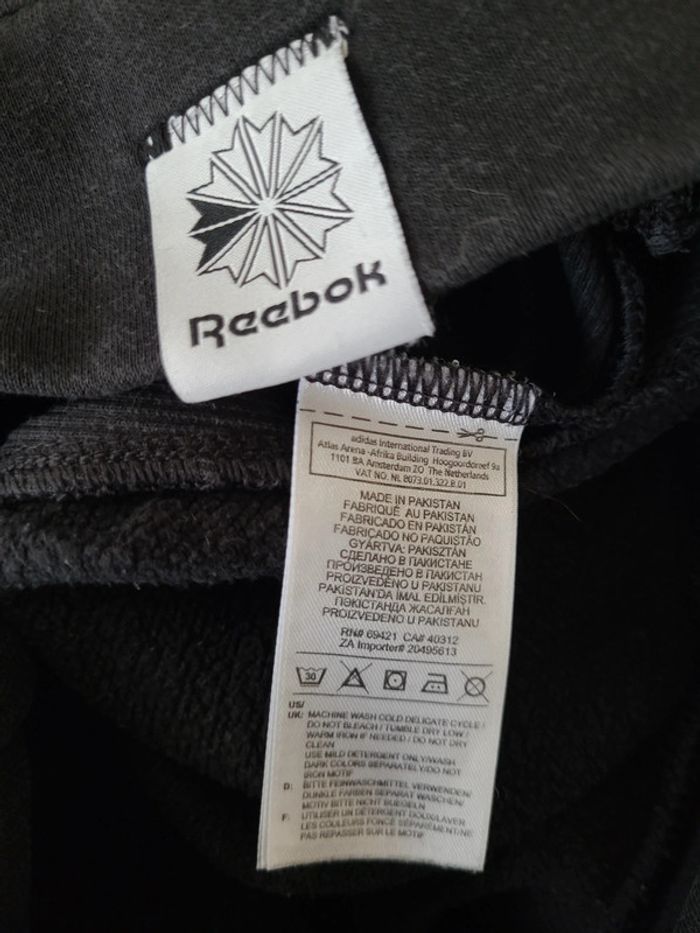 Reebok
adidas International Trading BV
Atlas Arena -Afrika Building Hoogoorddreef 9a
1101 BA Amsterdam ZO The Netherlands
VAT NO. NL 8073.01.322.B.01
MADE IN PAKISTAN
FABRIQUÉ AU PAKISTAN
FABRICADO EN PAKISTÁN
FABRICADO NO PAQUISTÃO
GYÁRTVA: PAKISZTÁN
СДЕЛАНО В ПАКИСТАНЕ
ПРОИЗВЕДЕНО В ПАКИСТАН
PROIZVEDENO U PAKISTANU
PAKISTAN'DA İMAL EDİLMİŞTİR.
ПӘКІСТАНДА ЖАСАЛҒАН
PROIZVEDENO U PAKISTANU
RN# 69421 CA# 40312
ZA Importer# 20495613
30
US/
UK: MACHINE WASH COLD DELICATE CYCLE /
DO NOT BLEACH / TUMBLE DRY LOW /
WARM IRON IF NEEDED / DO NOT DRY
CLEAN
USE MILD DETERGENT ONLY/WASH
DARK COLORS SEPARATELY/DO NOT
IRON MOTIF
D: BITTE FEINWASCHMITTEL VERWENDEN/
DUNKLE FARBEN SEPARAT WASCHEN/
MOTIV BITTE NICHT BUEGELN
F: UTILISER UN DETERGENT DOUX/LAVER
LES COULEURS FONCÉ SÉPARÉMENT/NE
PAS REPASSER SUR LE MOTIF